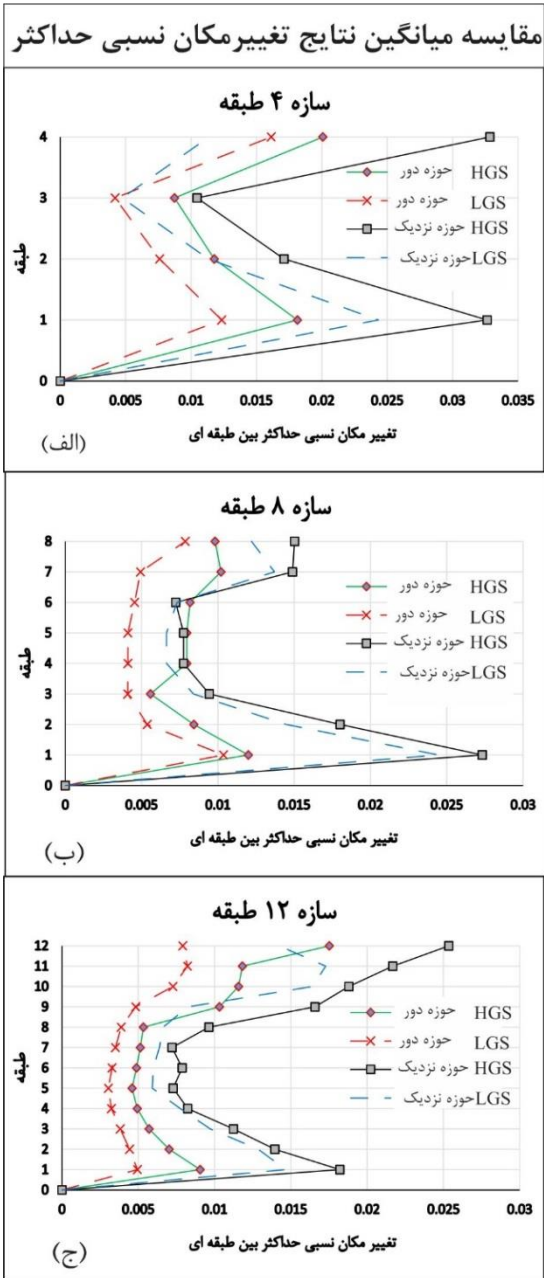 مقایسه میانگین نتایج تغییرمکان نسبی حداکثر
سازه ۴ طبقه
4
3
2
1
0
طبقه
حوزه دور HGS
حوزه دور LGS
حوزه نزدیک HGS
حوزه نزدیک LGS
0 0.005 0.01 0.015 0.02 0.025 0.03 0.035
تغییر مکان نسبی حداکثر بین طبقه ای
(الف)
سازه ۸ طبقه
8
7
6
5
4
3
2
1
0
طبقه
حوزه دور HGS
حوزه دور LGS
حوزه نزدیک HGS
حوزه نزدیک LGS
0 0.005 0.01 0.015 0.02 0.025 0.03
تغییر مکان نسبی حداکثر بین طبقه ای
(ب)
سازه ۱۲ طبقه
12
11
10
9
8
7
6
5
4
3
2
1
0
طبقه
حوزه دور HGS
حوزه دور LGS
حوزه نزدیک HGS
حوزه نزدیک LGS
0 0.005 0.01 0.015 0.02 0.025 0.03
تغییر مکان نسبی حداکثر بین طبقه ای
(ج)